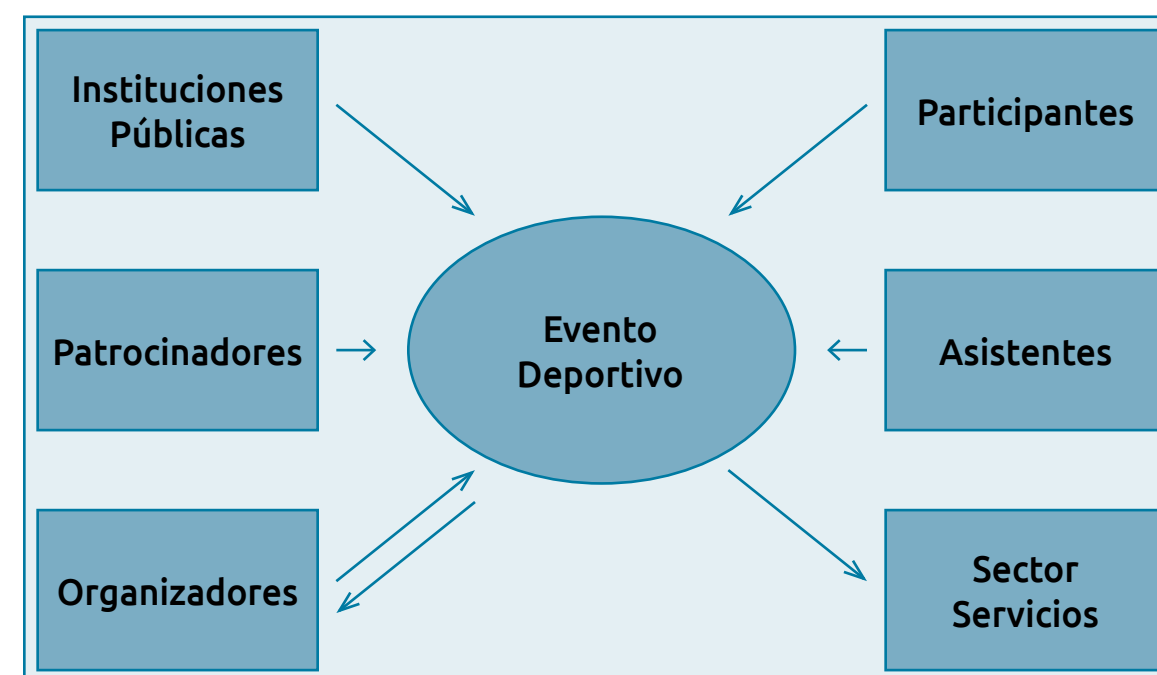 Instituciones
Públicas
Participantes
Evento
Deportivo
Patrocinadores
Asistentes
Organizadores
Sector
Servicios